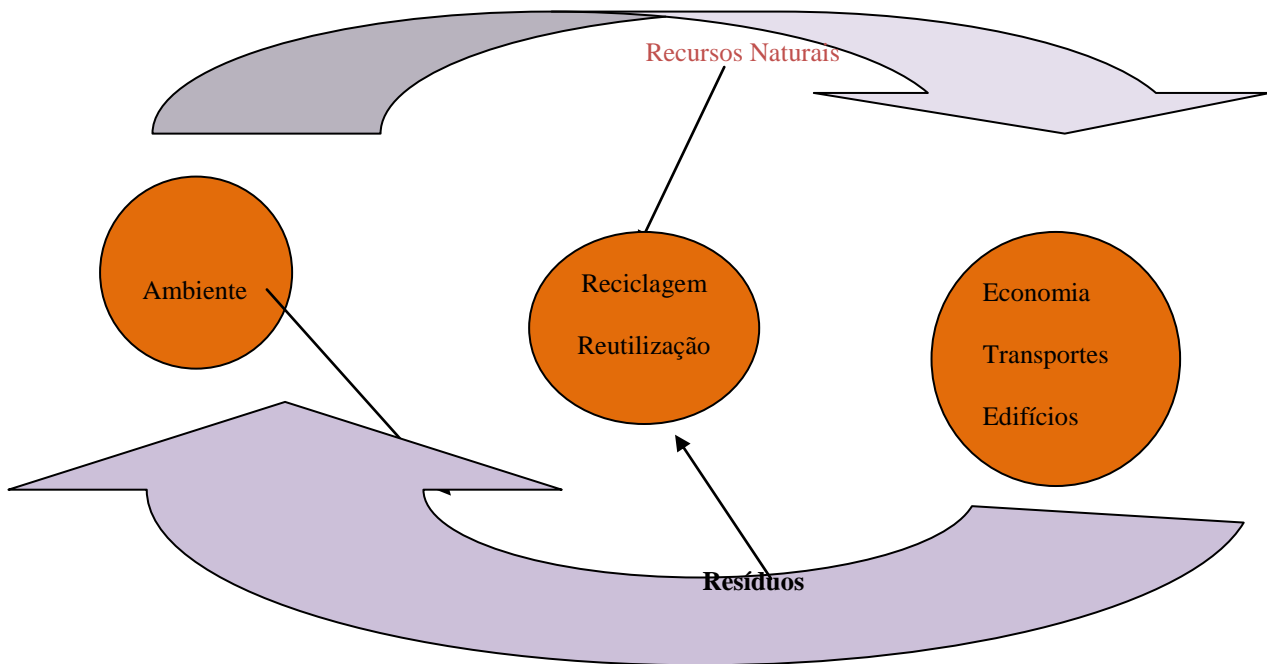 Recursos Naturais
Ambiente
Reciclagem
Reutilização
Economia
Transportes
Edifícios
Resíduos